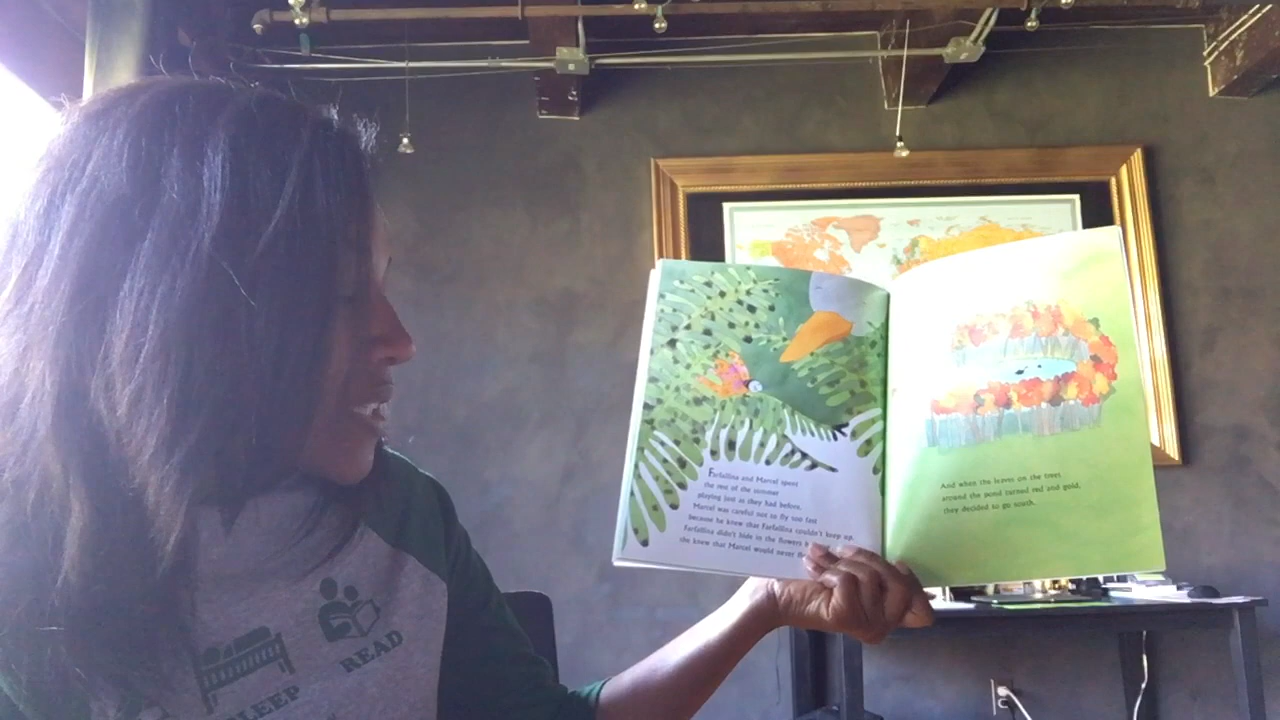 Farfallina and Marcel spent
the rest of the summer
playing just as they had before.
Marcel was careful not to fly too fast
because he knew that Farfallina couldn't keep up.
Farfallina didn't hide in the flowers
she knew that Marcel would never
And when the leaves on the trees
around the pond turned red and gold,
they decided to go south.
READ
SLEEP